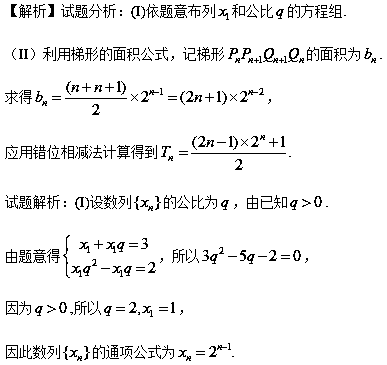 【解析】试题分析：(I)依题意布列$x_1$和公比$q$的方程组.
（II）利用梯形的面积公式，记梯形$P_nP_{n+1}Q_{n+1}Q_n$的面积为$b_n$.
求得$b_n=\frac{(n+n+1)}{2}\times 2^{n-1}=(2n+1)\times 2^{n-2}$，
应用错位相减法计算得到$T_n=\frac{(2n-1)\times 2^n+1}{2}$.
试题解析：(I)设数列$\{x_n\}$的公比为$q$，由已知$q>0$.
由题意得$\begin{cases}x_1+x_1q=3\\x_1q^2-x_1q=2\end{cases}$，所以$3q^2-5q-2=0$，
因为$q>0$,所以$q=2,x_1=1$，
因此数列$\{x_n\}$的通项公式为$x_n=2^{n-1}$.